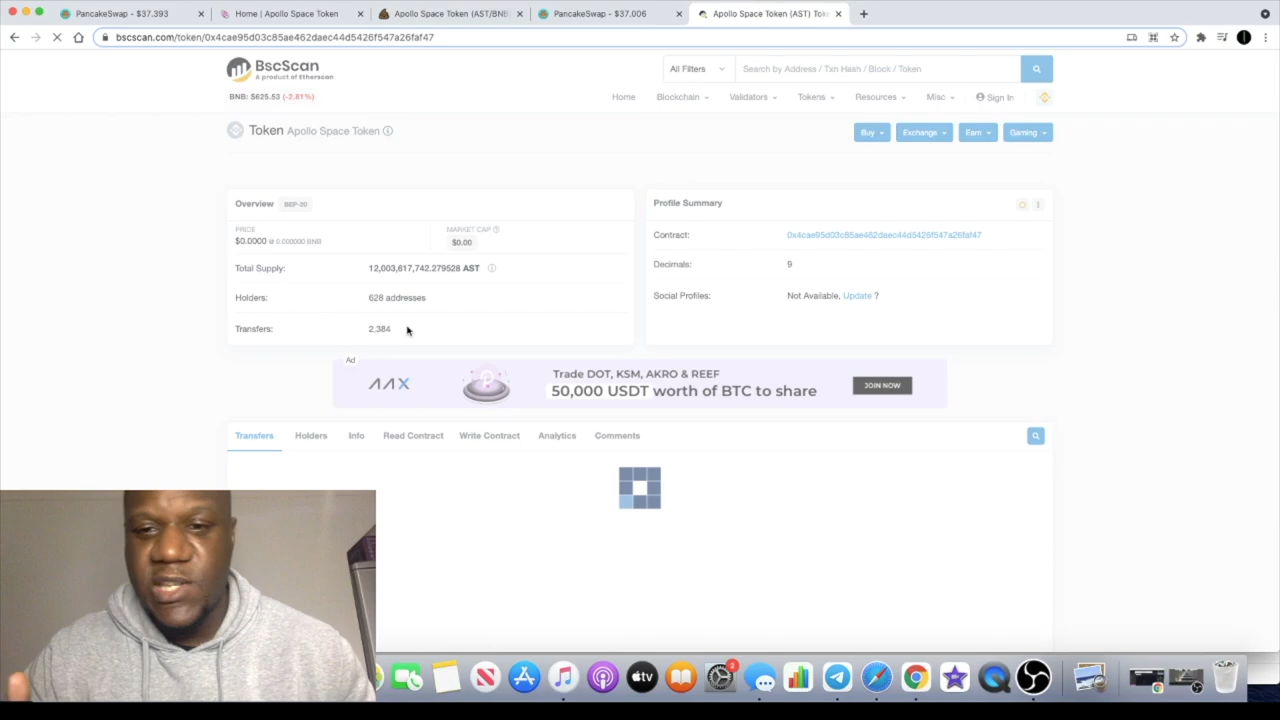 PancakeSwap - $37.393
Home | Apollo Space Token
Apollo Space Token (AST/BNB
PancakeSwap - $37.006
Apollo Space Token (AST) Tok
bscscan.com/token/0x4cae95d03c85ae462daec44d5426f547a26faf47
BscScan
A product of Etherscan
All Filters
Search by Address / Txn Hash / Block / Token
BNB: $625.53 (-2.81%)
Home
Blockchain
Validators
Tokens
Resources
Misc
Sign In
Token Apollo Space Token
Buy
Exchange
Earn
Gaming
Overview BEP-20
PRICE
$0.0000 @ 0.000000 BNB
MARKET CAP
$0.00
Total Supply: 12,003,617,742.279528 AST
Holders: 628 addresses
Transfers: 2,384
Profile Summary
Contract: 0x4cae95d03c85ae462daec44d5426f547a26faf47
Decimals: 9
Social Profiles: Not Available, Update ?
Ad
AAX
Trade DOT, KSM, AKRO & REEF
50,000 USDT worth of BTC to share
JOIN NOW
Transfers
Holders
Info
Read Contract
Write Contract
Analytics
Comments
tv
2